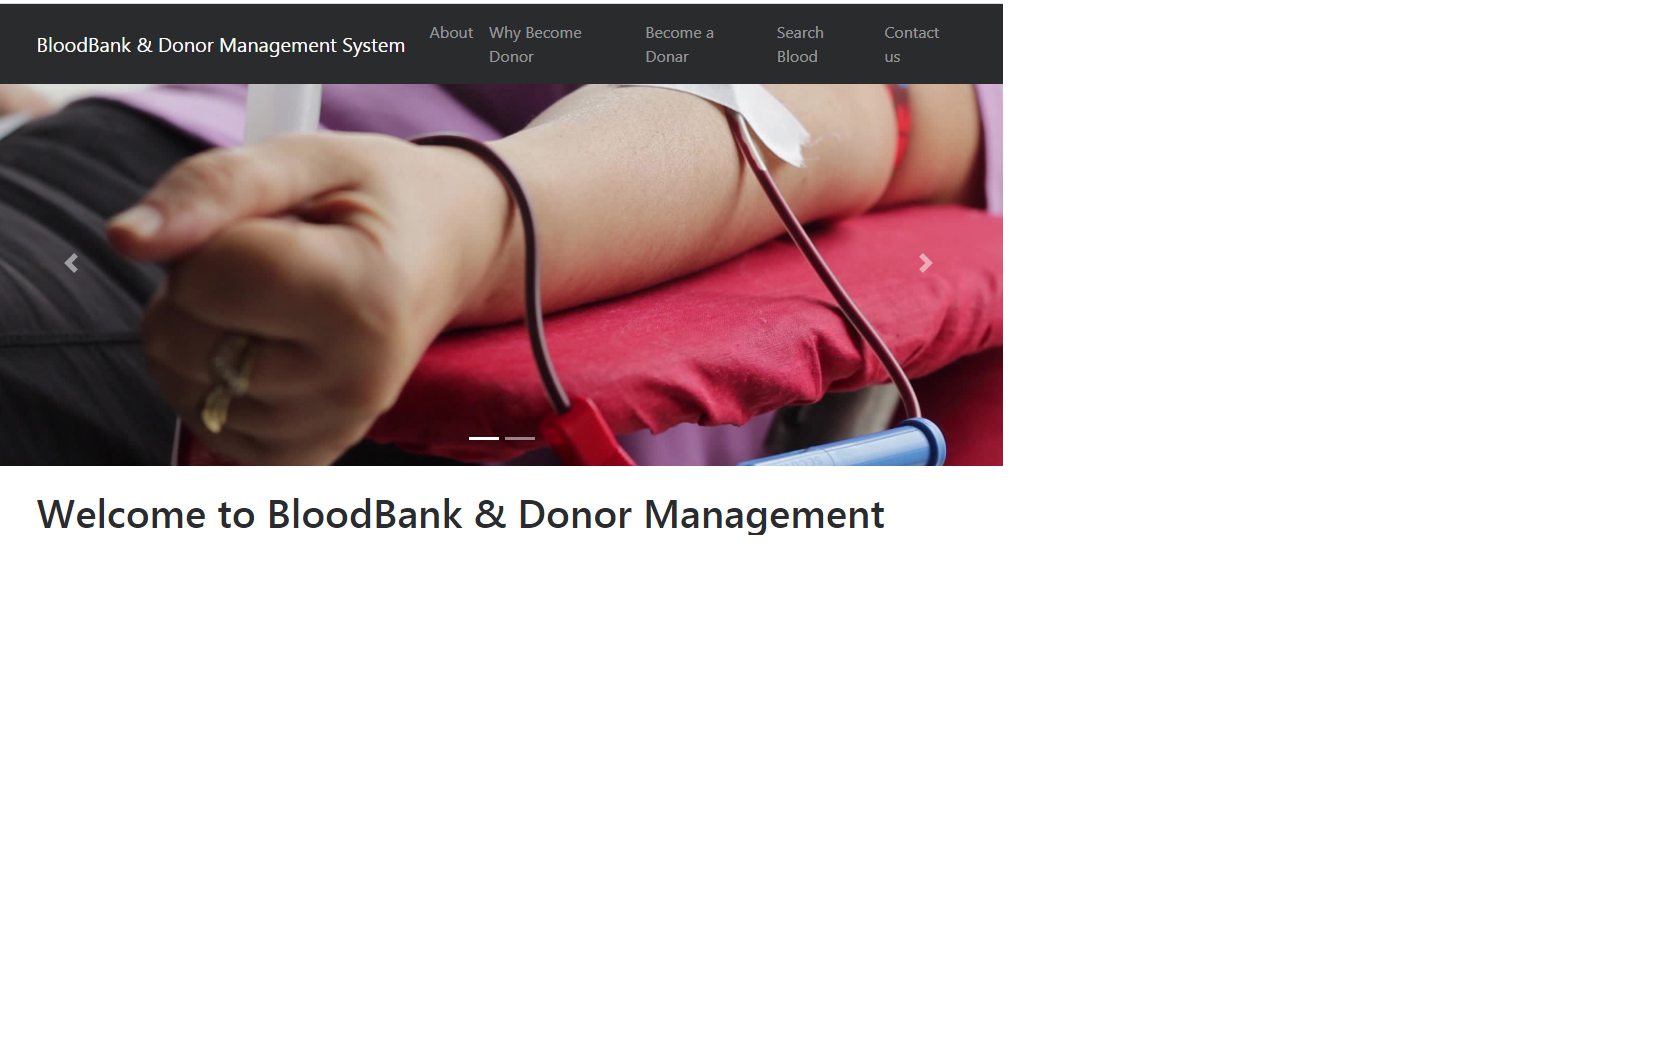 BloodBank & Donor Management System
About
Why Become
Donor
Become a
Donar
Search
Blood
Contact
us
Welcome to BloodBank & Donor Management